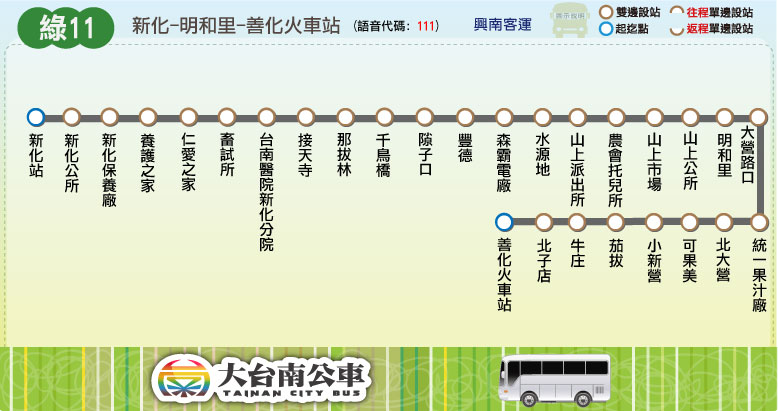 綠11
新化-明和里-善化火車站 (語音代碼：111)
興南客運
標示說明
雙邊設站
起迄點
往程單邊設站
返程單邊設站
新化站
新化公所
新化保養廠
養護之家
仁愛之家
畜試所
台南醫院新化分院
接天寺
那拔林
千鳥橋
隙子口
豐德
森霸電廠
水源地
山上派出所
農會托兒所
山上市場
山上公所
明和里
大營路口
統一果汁廠
北大營
可果美
小新營
茄拔
牛庄
北子店
善化火車站
大台南公車
TAINAN CITY BUS